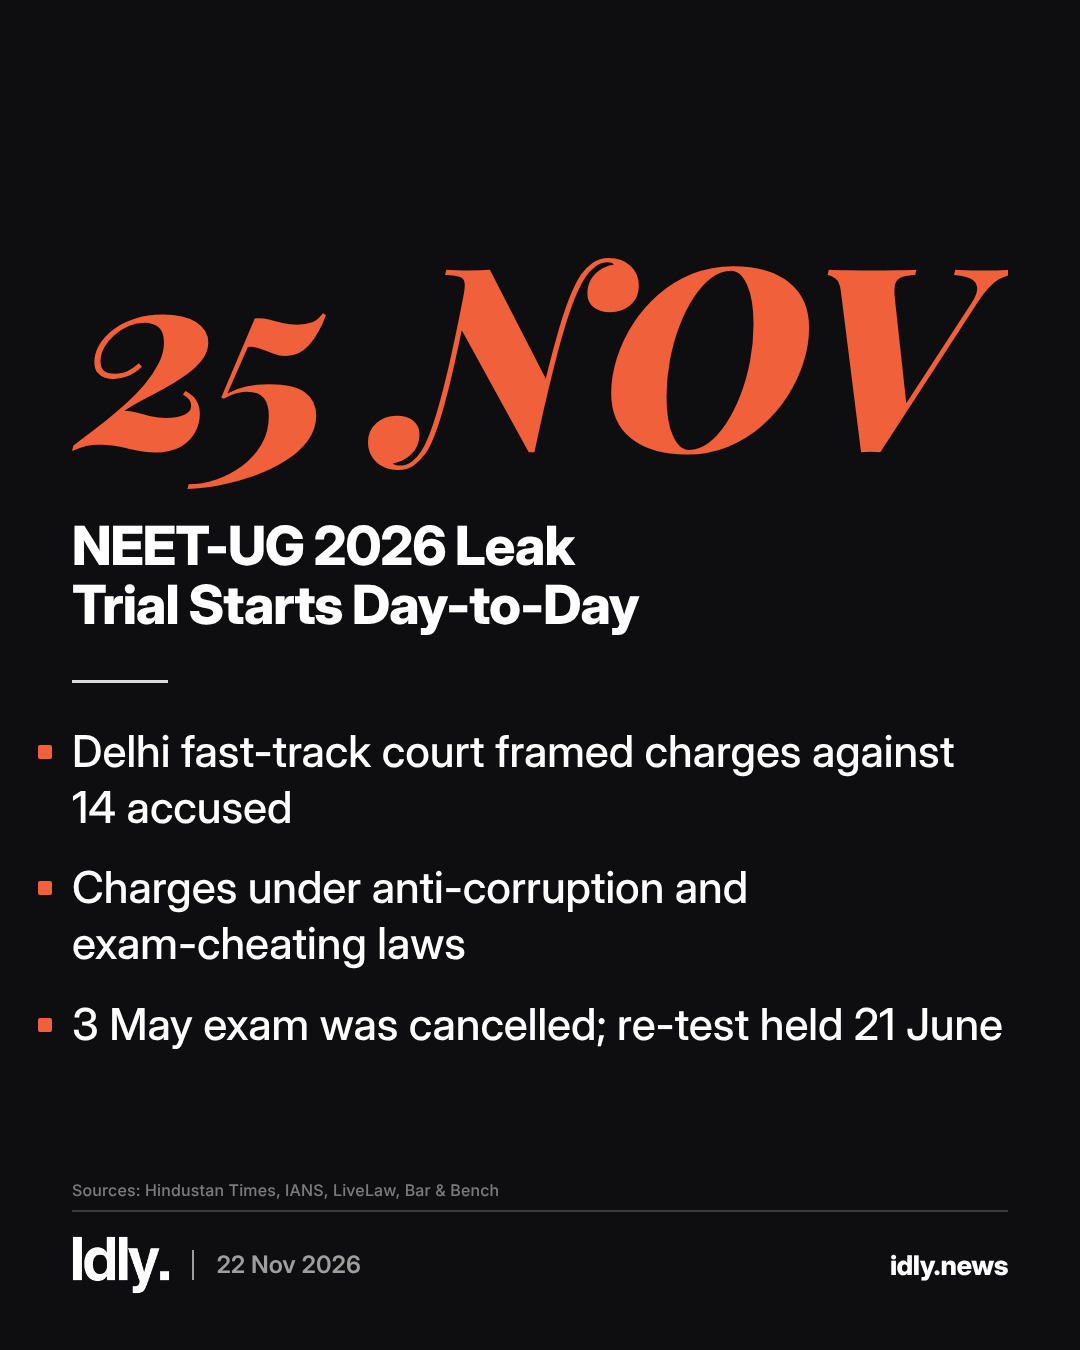 25 NOV
NEET-UG 2026 Leak
Trial Starts Day-to-Day
Delhi fast-track court framed charges against
14 accused
Charges under anti-corruption and
exam-cheating laws
3 May exam was cancelled; re-test held 21 June
Sources: Hindustan Times, IANS, LiveLaw, Bar & Bench
Idly. | 22 Nov 2026
idly.news